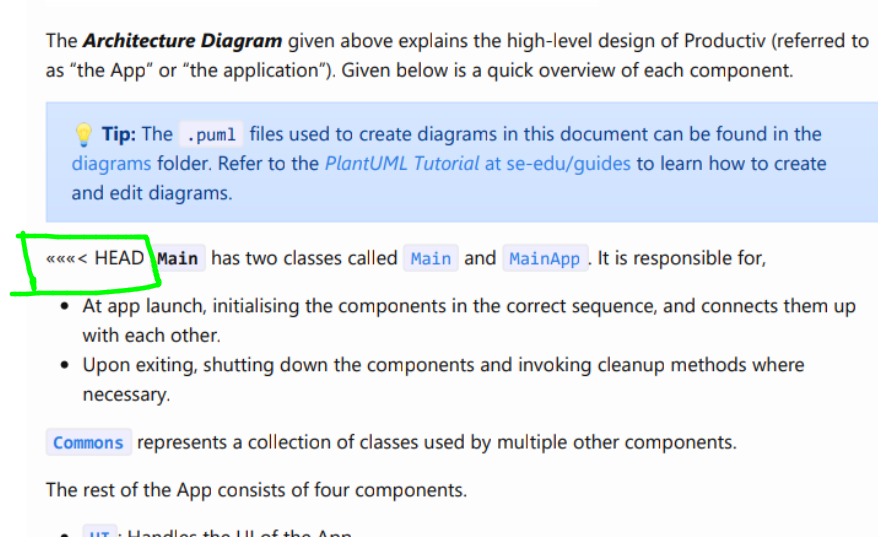 The Architecture Diagram given above explains the high-level design of Productiv (referred to
as “the App” or “the application”). Given below is a quick overview of each component.
Tip: The .puml files used to create diagrams in this document can be found in the
diagrams folder. Refer to the PlantUML Tutorial at se-edu/guides to learn how to create
and edit diagrams.
«««< HEAD Main has two classes called Main and MainApp . It is responsible for,
• At app launch, initialising the components in the correct sequence, and connects them up
with each other.
• Upon exiting, shutting down the components and invoking cleanup methods where
necessary.
Commons represents a collection of classes used by multiple other components.
The rest of the App consists of four components.
• UI : Handles the UI of the App